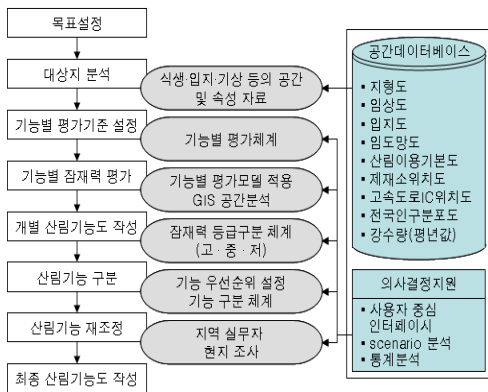 목표설정
대상지 분석
기능별 평가기준 설정
기능별 잠재력 평가
개별 산림기능도 작성
산림기능 구분
산림기능 재조정
최종 산림기능도 작성
식생·입지·기상 등의 공간
및 속성 자료
기능별 평가체계
기능별 평가모델 적용
GIS 공간분석
잠재력 등급구분 체계
(고·중·저)
기능 우선순위 설정
기능 구분 체계
지역 실무자
현지 조사
공간데이터베이스
▪ 지형도
▪ 임상도
▪ 입지도
▪ 임도망도
▪ 산림이용기본도
▪ 제재소위치도
▪ 고속도로IC위치도
▪ 전국인구분포도
▪ 강수량(평년값)
의사결정지원
▪ 사용자 중심
인터페이시
▪ scenario 분석
▪ 통계분석